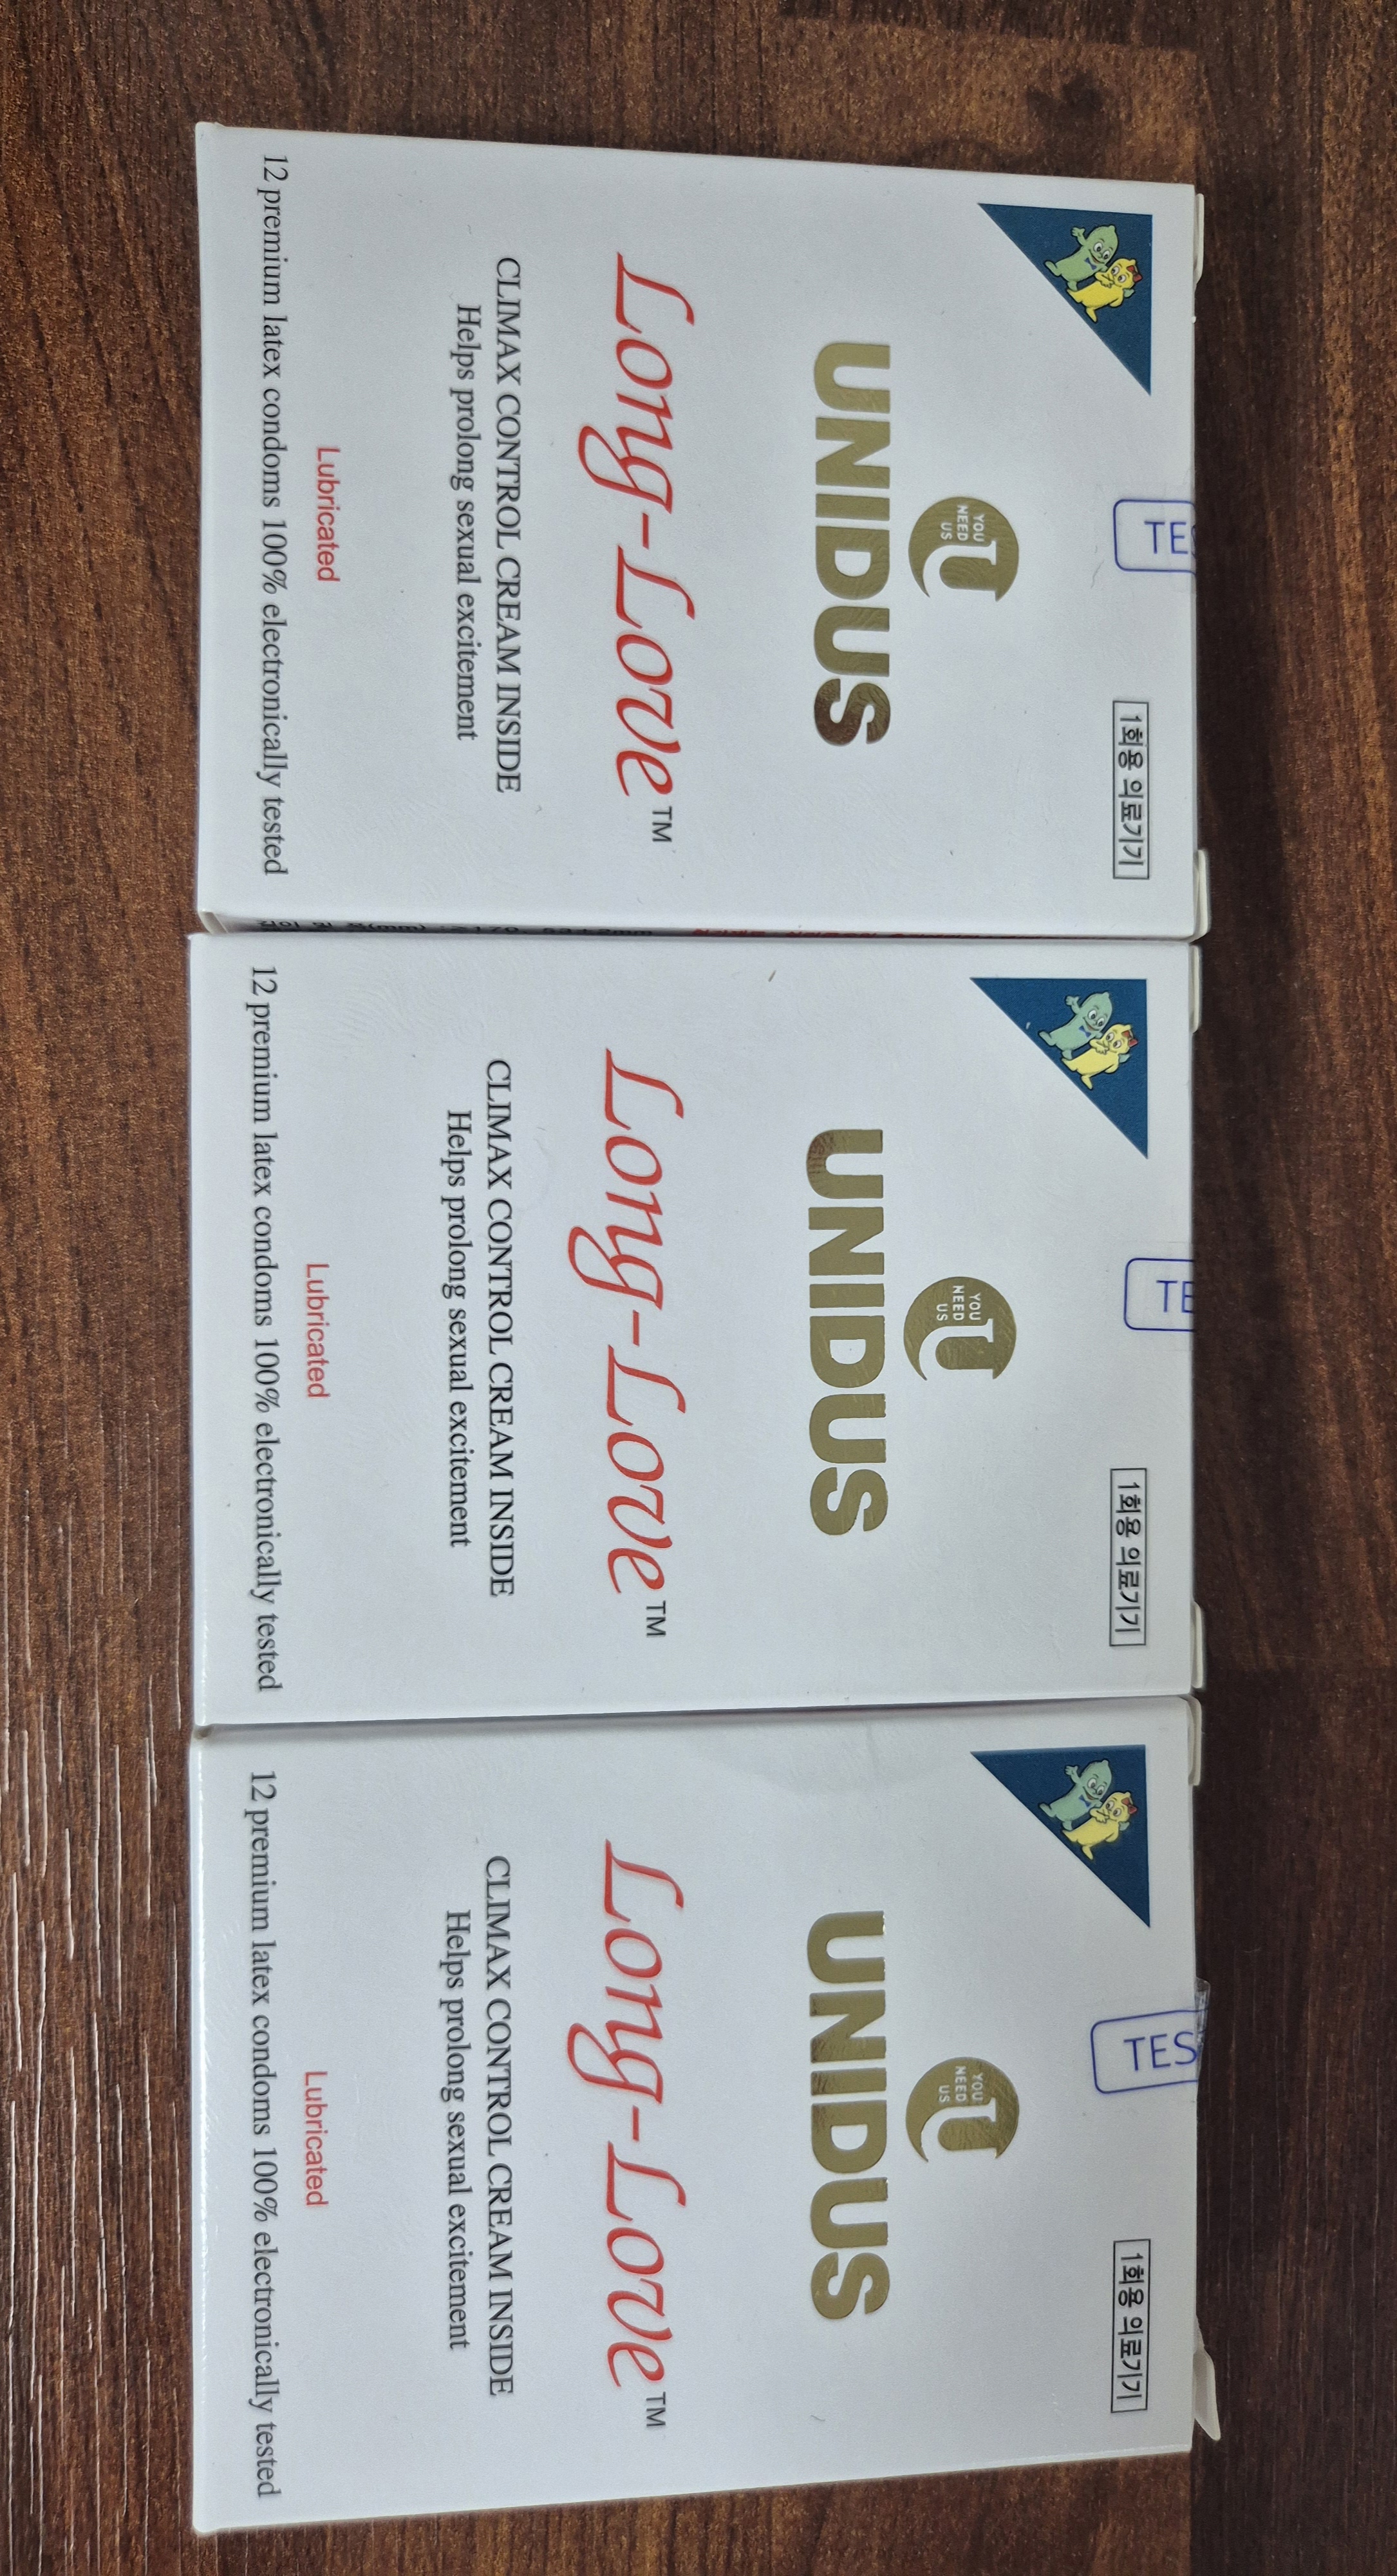 TES
1회용 의료기기
YOU
NEED
US
UNIDUS
Long-Love™
CLIMAX CONTROL CREAM INSIDE
Helps prolong sexual excitement
Lubricated
12 premium latex condoms 100% electronically tested
TE
1회용 의료기기
YOU
NEED
US
UNIDUS
Long-Love™
CLIMAX CONTROL CREAM INSIDE
Helps prolong sexual excitement
Lubricated
12 premium latex condoms 100% electronically tested
TES
1회용 의료기기
YOU
NEED
US
UNIDUS
Long-Love™
CLIMAX CONTROL CREAM INSIDE
Helps prolong sexual excitement
Lubricated
12 premium latex condoms 100% electronically tested